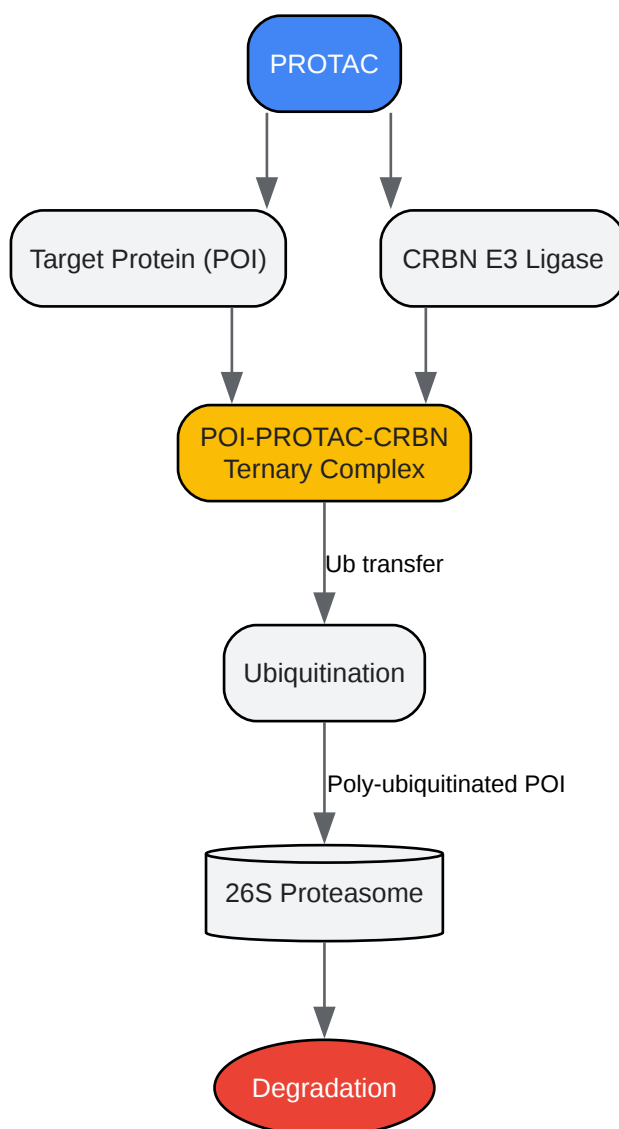 PROTAC
Target Protein (POI)
CRBN E3 Ligase
POI-PROTAC-CRBN
Ternary Complex
Ub transfer
Ubiquitination
Poly-ubiquitinated POI
26S Proteasome
Degradation